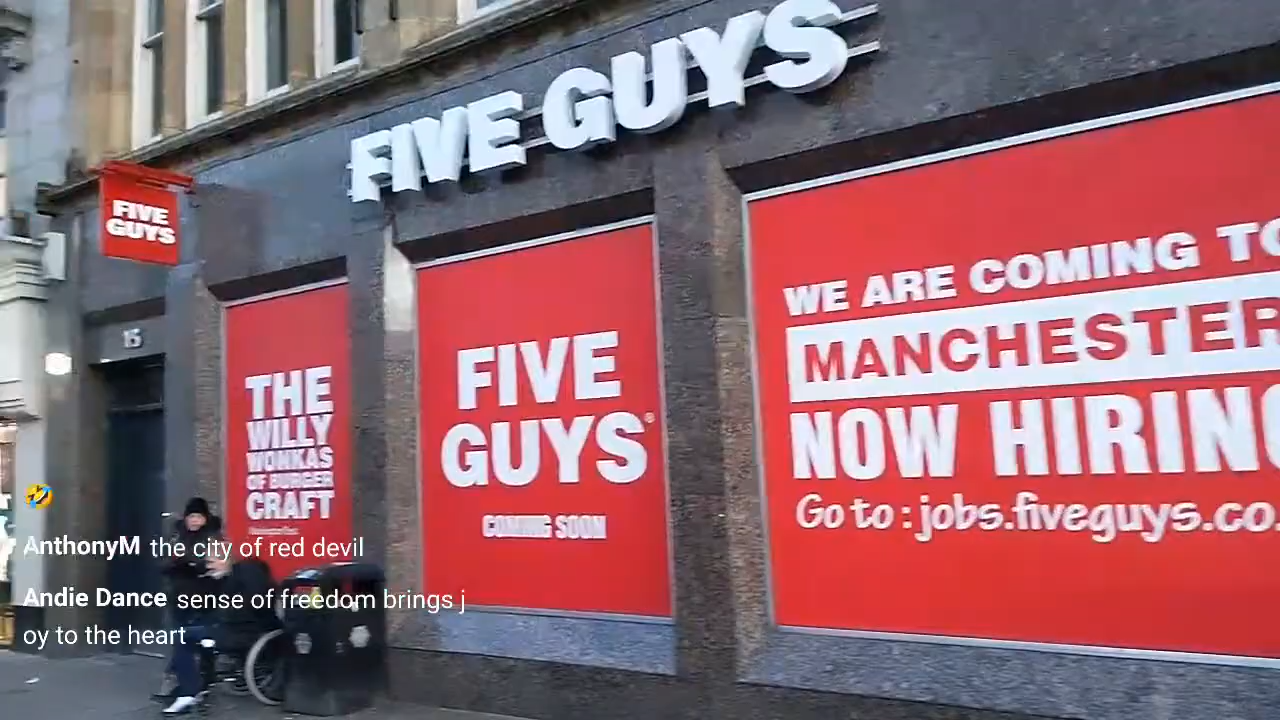 FIVE GUYS
FIVE
GUYS
15
THE
WILLY
WONKAS
OF BURGER
CRAFT
FIVE
GUYS®
COMING SOON
WE ARE COMING TO
MANCHESTER
NOW HIRING
Go to : jobs.fiveguys.co.
AnthonyM the city of red devil
Andie Dance sense of freedom brings j
oy to the heart